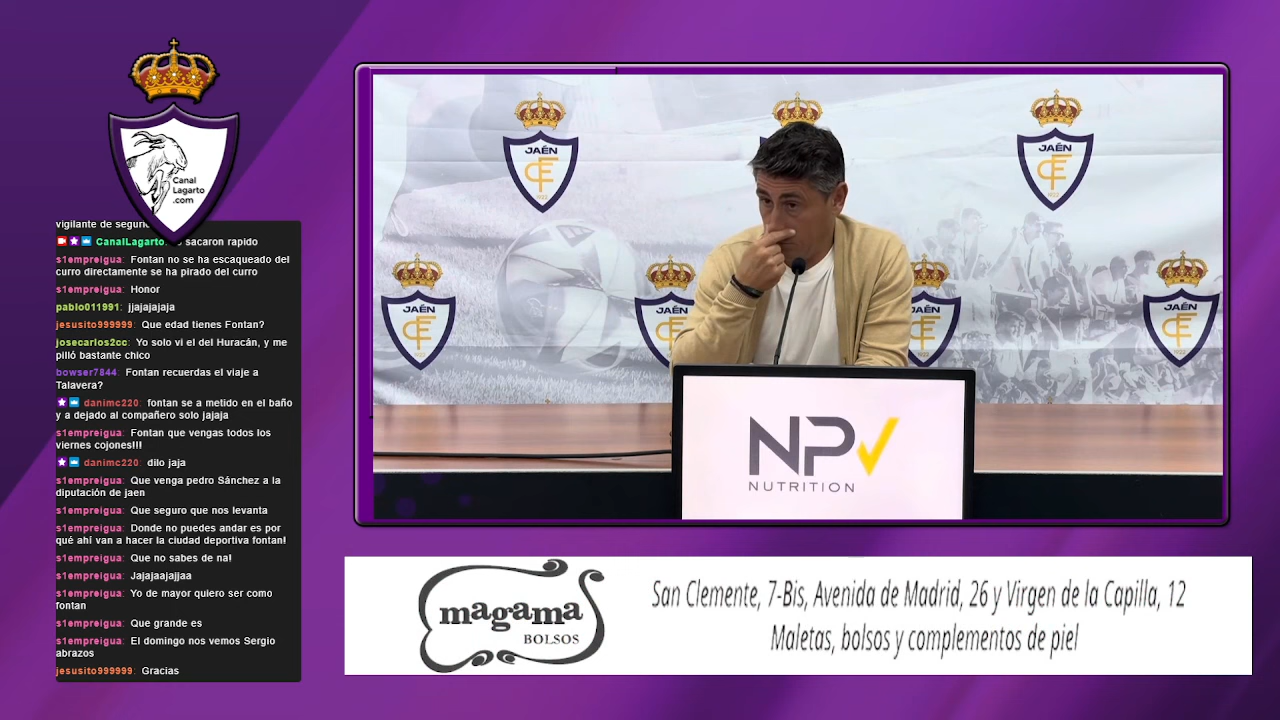 Canal
Lagarto
.com
vigilante de segurid
CanalLagarto: sacaron rapido
s1empreigua: Fontan no se ha escaqueado del
curro directamente se ha pirado del curro
s1empreigua: Honor
pablo011991: jjajajajaja
jesusito999999: Que edad tienes Fontan?
josecarlos2cc: Yo solo vi el del Huracán, y me
pilló bastante chico
bowser7844: Fontan recuerdas el viaje a
Talavera?
danimc220: fontan se a metido en el baño
y a dejado al compañero solo jajaja
s1empreigua: Fontan que vengas todos los
viernes cojones!!!
danimc220: dilo jaja
s1empreigua: Que venga pedro Sánchez a la
diputación de jaen
s1empreigua: Que seguro que nos levanta
s1empreigua: Donde no puedes andar es por
qué ahí van a hacer la ciudad deportiva fontan!
s1empreigua: Que no sabes de na!
s1empreigua: Jajajaajajjaa
s1empreigua: Yo de mayor quiero ser como
fontan
s1empreigua: Que grande es
s1empreigua: El domingo nos vemos Sergio
abrazos
jesusito999999: Gracias
JAÉN
1922
JAÉN
1922
JAÉN
1922
JAÉN
JAÉN
1922
JAÉN
1922
NPV
NUTRITION
magama
BOLSOS
San Clemente, 7-Bis, Avenida de Madrid, 26 y Virgen de la Capilla, 12
Maletas, bolsos y complementos de piel